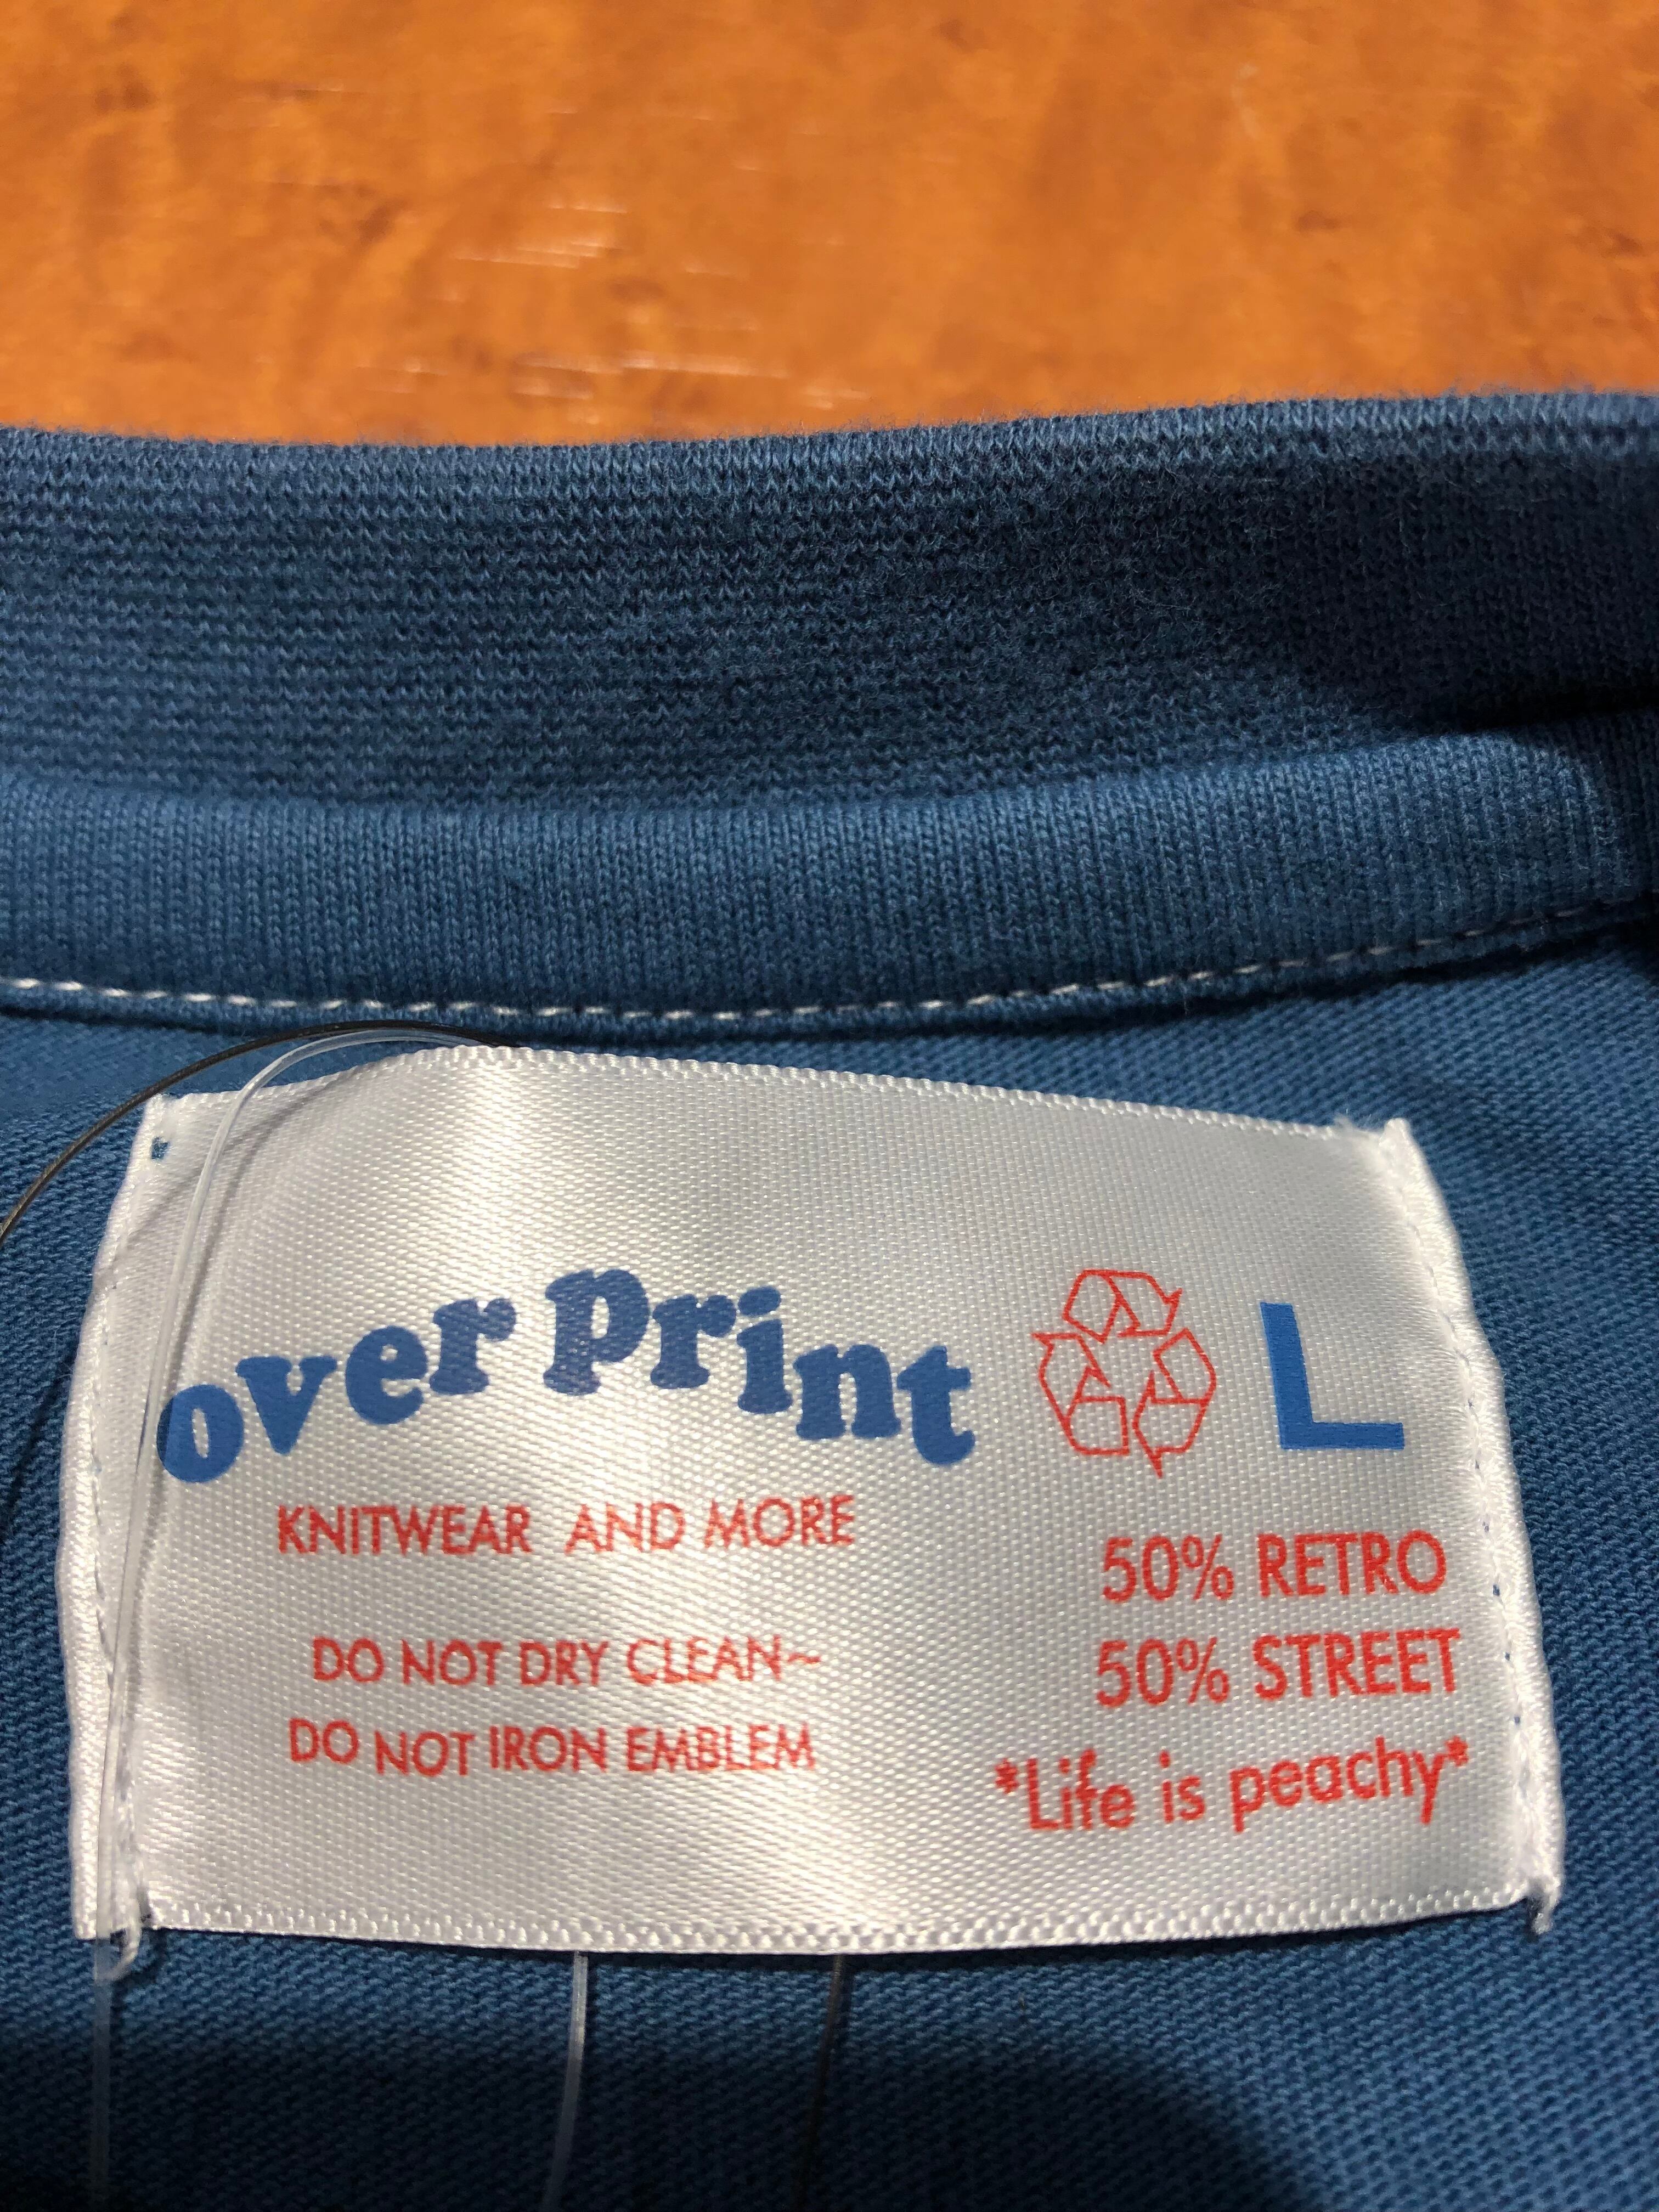 over print L
KNITWEAR AND MORE
50% RETRO
50% STREET
DO NOT DRY CLEAN~
DO NOT IRON EMBLEM
*Life is peachy*